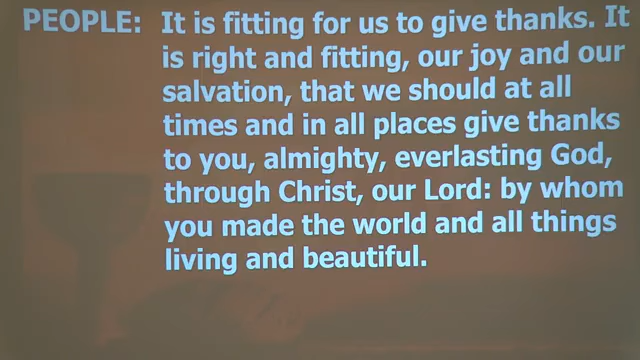 PEOPLE: It is fitting for us to give thanks. It
is right and fitting, our joy and our
salvation, that we should at all
times and in all places give thanks
to you, almighty, everlasting God,
through Christ, our Lord: by whom
you made the world and all things
living and beautiful.